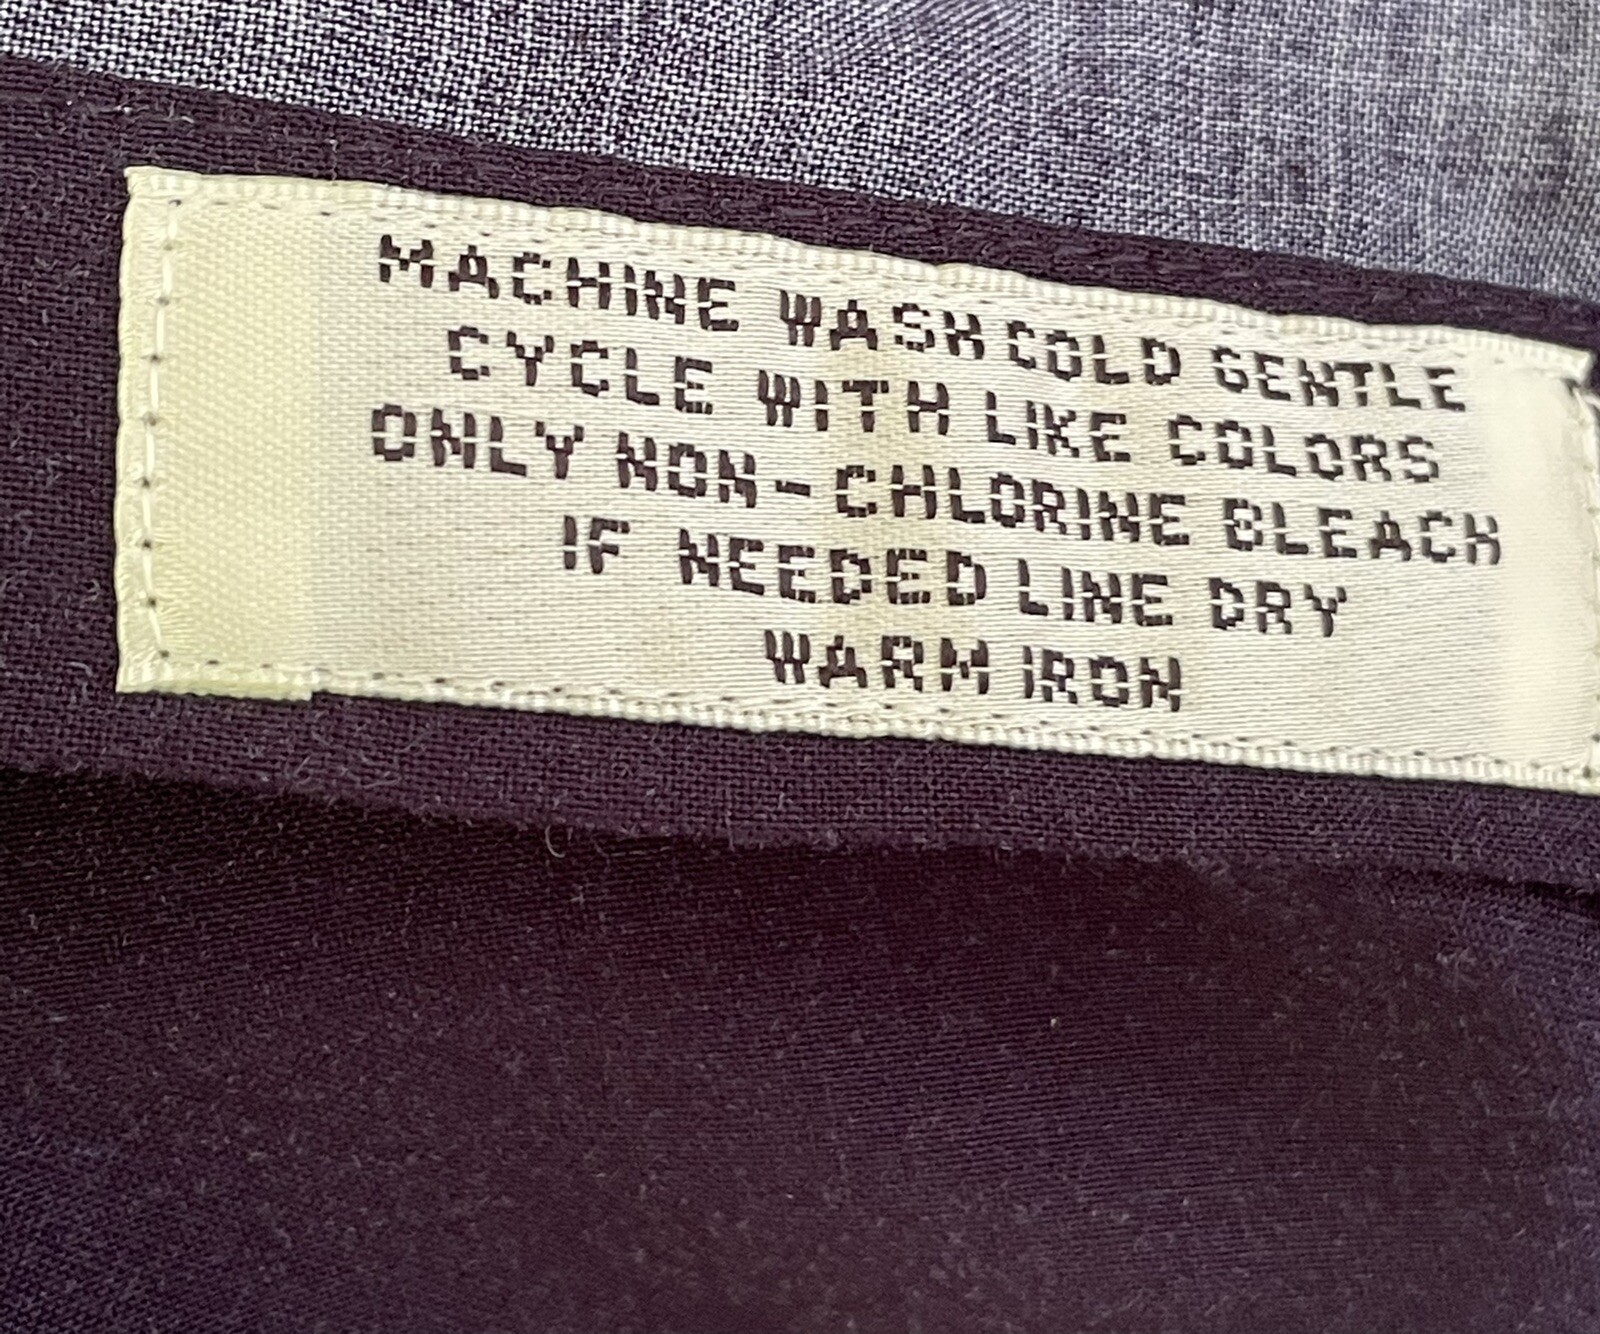 MACHINE WASH COLD GENTLE
CYCLE WITH LIKE COLORS
ONLY NON-CHLORINE BLEACH
IF NEEDED LINE DRY
WARM IRON